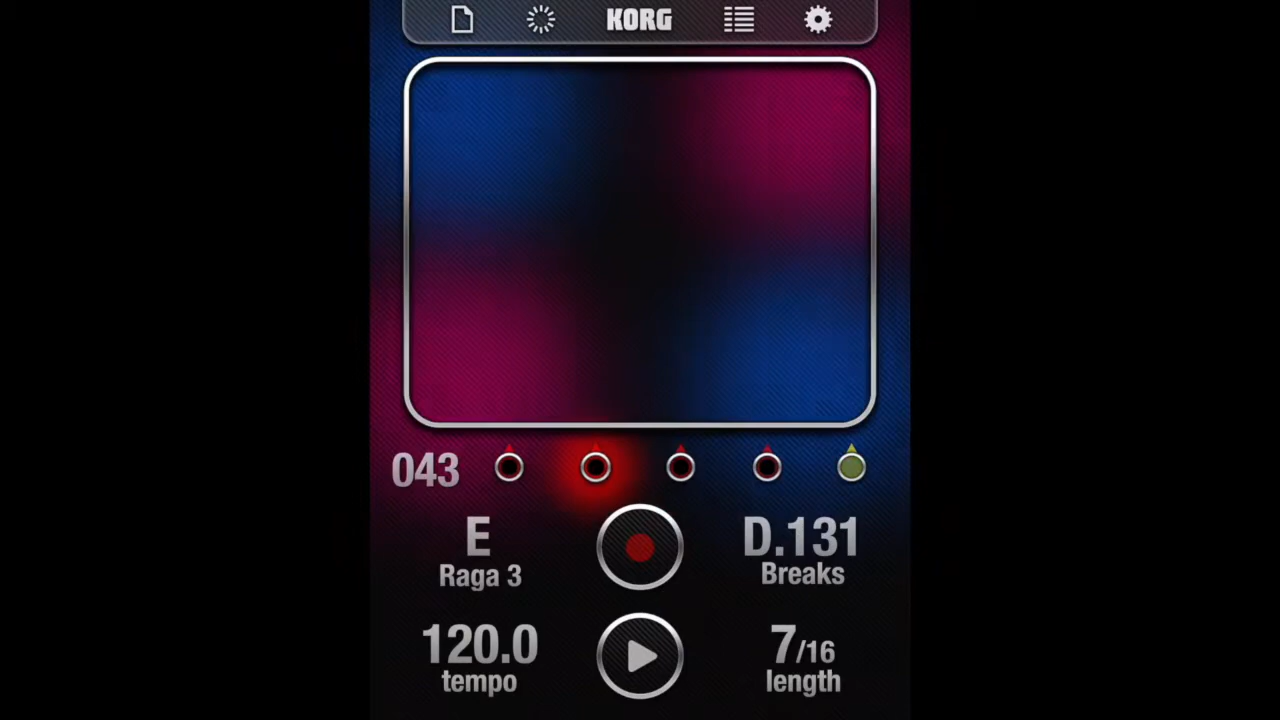 KORG
043
E
D.131
Raga 3
Breaks
120.0
7/16
tempo
length